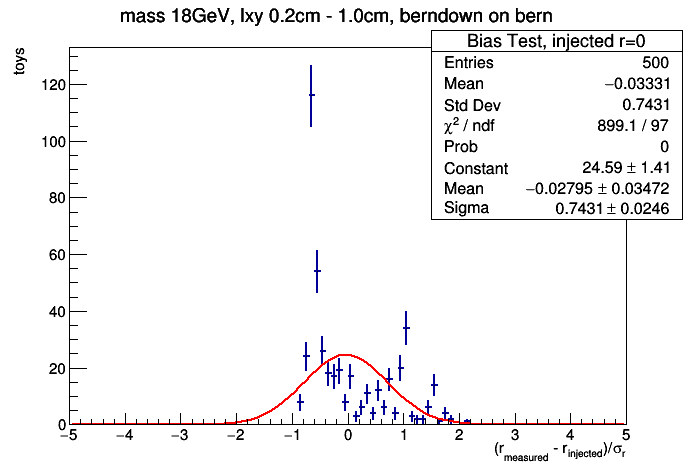 mass 18GeV, lxy 0.2cm - 1.0cm, berndown on bern
Bias Test, injected r=0
Entries 500
Mean −0.03331
Std Dev 0.7431
χ² / ndf 899.1 / 97
Prob 0
Constant 24.59 ± 1.41
Mean −0.02795 ± 0.03472
Sigma 0.7431 ± 0.0246
toys
120
100
80
60
40
20
0
−5 −4 −3 −2 −1 0 1 2 3 4 5
(r_measured - r_injected)/σ_r